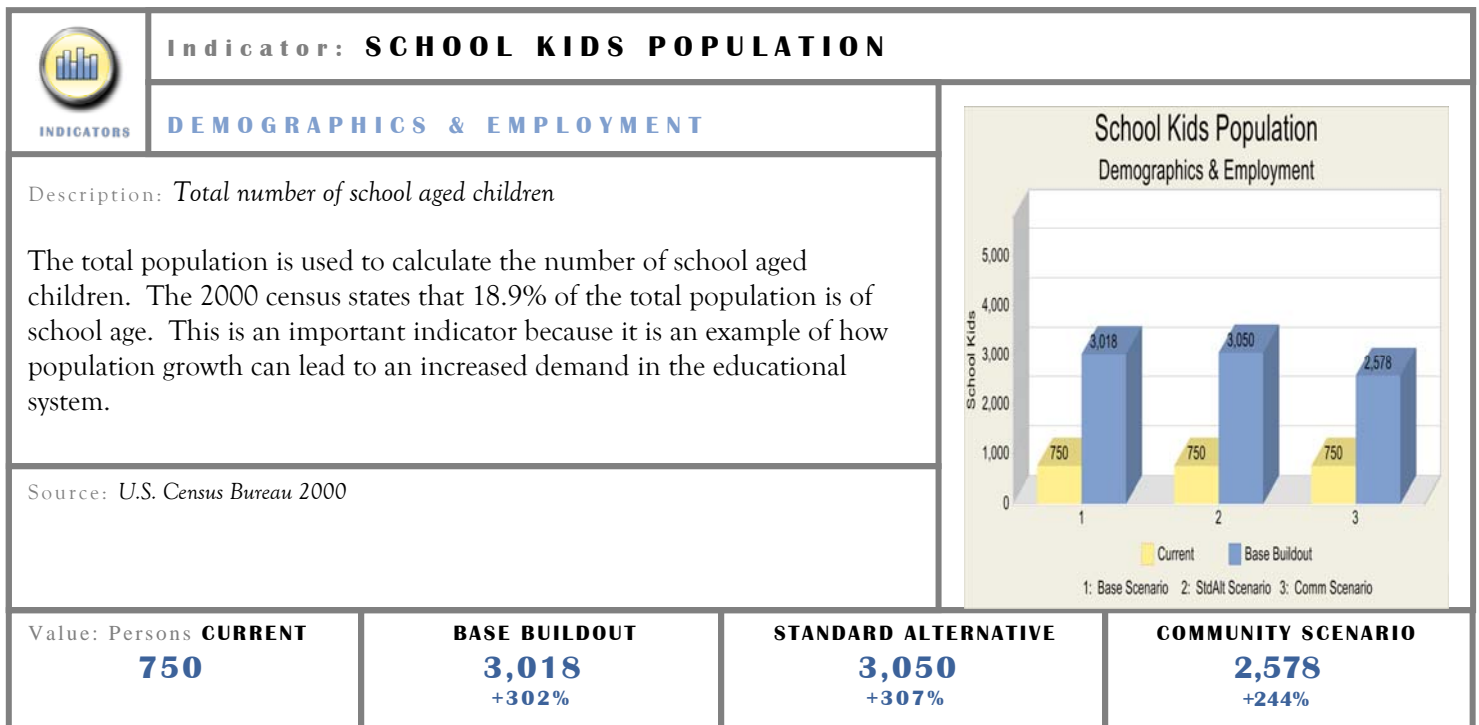 Indicator: SCHOOL KIDS POPULATION
INDICATORS
DEMOGRAPHICS & EMPLOYMENT
Description: Total number of school aged children
The total population is used to calculate the number of school aged
children. The 2000 census states that 18.9% of the total population is of
school age. This is an important indicator because it is an example of how
population growth can lead to an increased demand in the educational
system.
Source: U.S. Census Bureau 2000
School Kids Population
Demographics & Employment
School Kids
5,000
4,000
3,000
2,000
1,000
0
750
3,018
750
3,050
750
2,578
1
2
3
Current
Base Buildout
1: Base Scenario 2: StdAlt Scenario 3: Comm Scenario
Value: Persons CURRENT
750
BASE BUILDOUT
3,018
+302%
STANDARD ALTERNATIVE
3,050
+307%
COMMUNITY SCENARIO
2,578
+244%